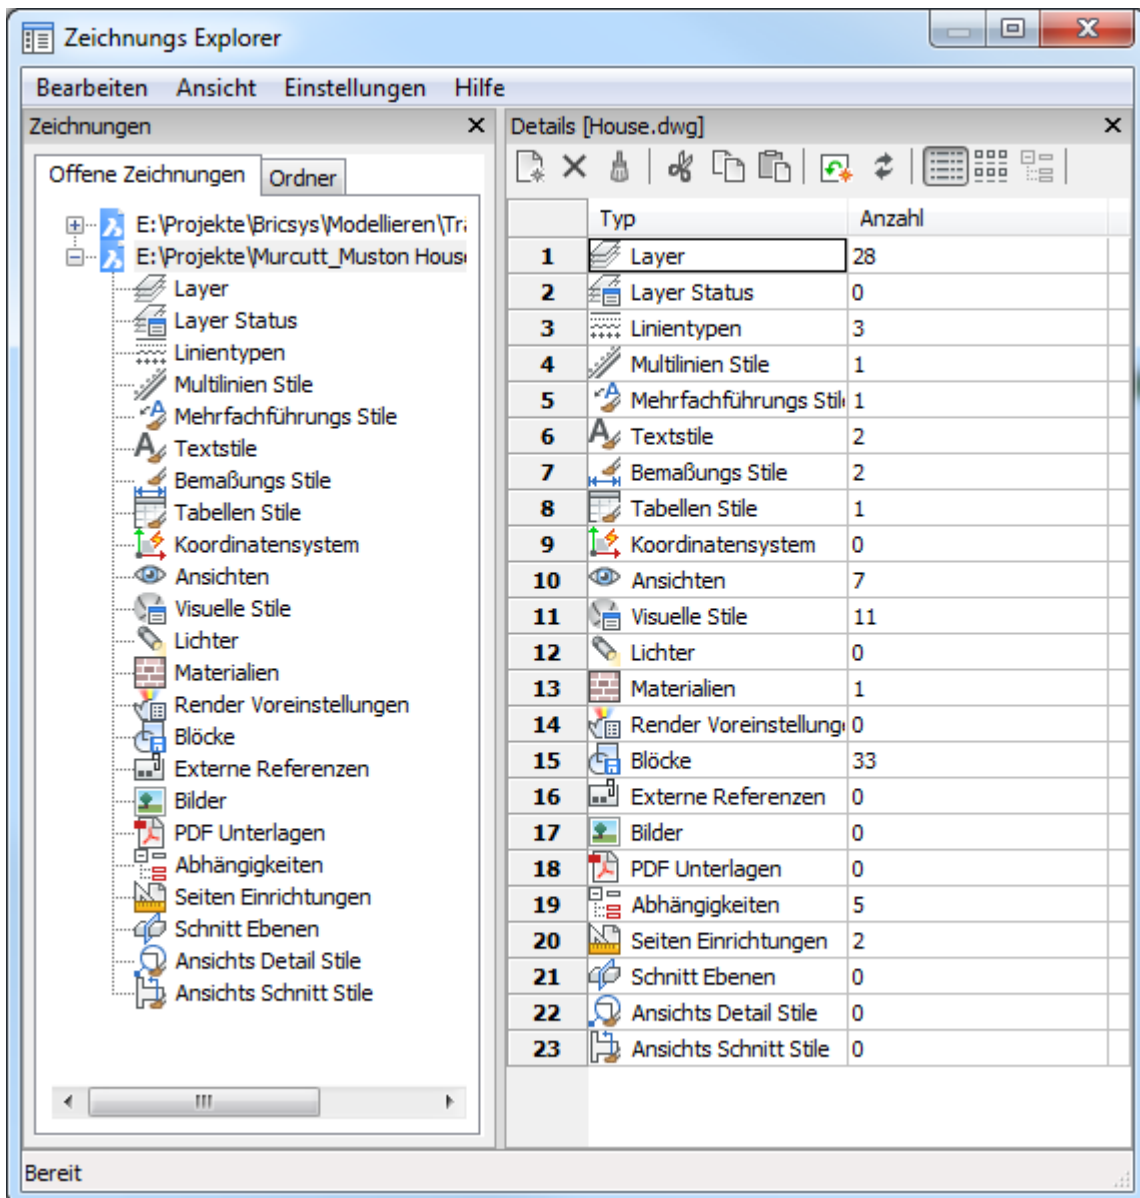 Zeichnungs Explorer
Bearbeiten Ansicht Einstellungen Hilfe
Zeichnungen
Offene Zeichnungen Ordner
E:\Projekte\Bricsys\Modellieren\Trä
E:\Projekte\Murcutt_Muston House
Layer
Layer Status
Linientypen
Multilinien Stile
Mehrfachführungs Stile
Textstile
Bemaßungs Stile
Tabellen Stile
Koordinatensystem
Ansichten
Visuelle Stile
Lichter
Materialien
Render Voreinstellungen
Blöcke
Externe Referenzen
Bilder
PDF Unterlagen
Abhängigkeiten
Seiten Einrichtungen
Schnitt Ebenen
Ansichts Detail Stile
Ansichts Schnitt Stile
Details [House.dwg]
Typ Anzahl
1 Layer 28
2 Layer Status 0
3 Linientypen 3
4 Multilinien Stile 1
5 Mehrfachführungs Stil 1
6 Textstile 2
7 Bemaßungs Stile 2
8 Tabellen Stile 1
9 Koordinatensystem 0
10 Ansichten 7
11 Visuelle Stile 11
12 Lichter 0
13 Materialien 1
14 Render Voreinstellung 0
15 Blöcke 33
16 Externe Referenzen 0
17 Bilder 0
18 PDF Unterlagen 0
19 Abhängigkeiten 5
20 Seiten Einrichtungen 2
21 Schnitt Ebenen 0
22 Ansichts Detail Stile 0
23 Ansichts Schnitt Stile 0
Bereit